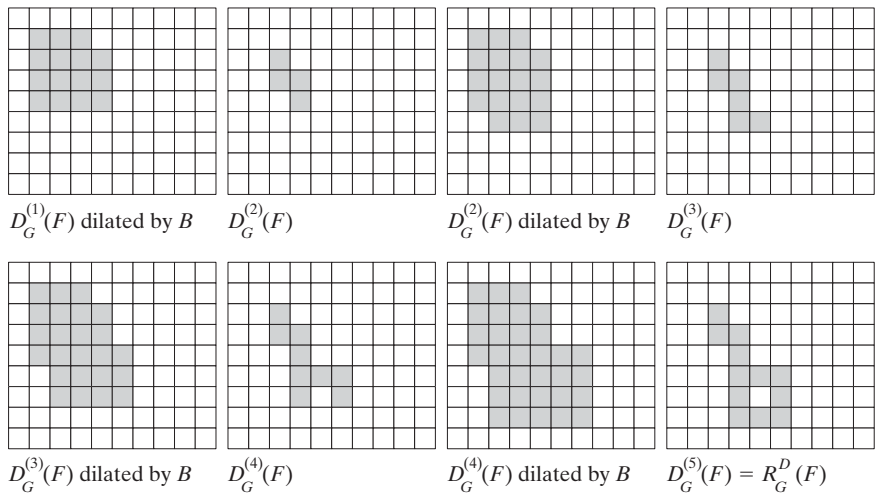 D_G^(1)(F) dilated by B
D_G^(2)(F)
D_G^(2)(F) dilated by B
D_G^(3)(F)
D_G^(3)(F) dilated by B
D_G^(4)(F)
D_G^(4)(F) dilated by B
D_G^(5)(F) = R_G^D(F)